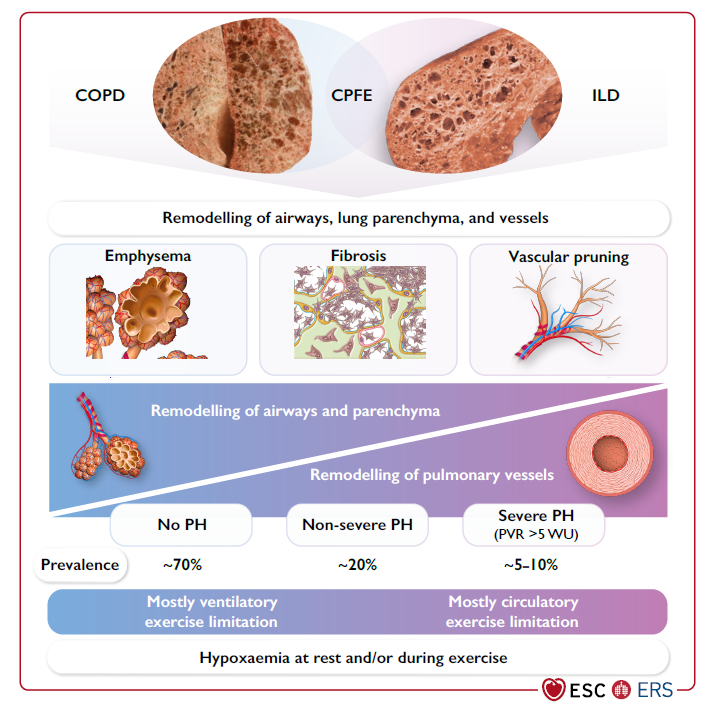 COPD
CPFE
ILD
Remodelling of airways, lung parenchyma, and vessels
Emphysema
Fibrosis
Vascular pruning
Remodelling of airways and parenchyma
Remodelling of pulmonary vessels
No PH
Non-severe PH
Severe PH
(PVR >5 WU)
Prevalence
~70%
~20%
~5–10%
Mostly ventilatory
exercise limitation
Mostly circulatory
exercise limitation
Hypoxaemia at rest and/or during exercise
ESC
ERS